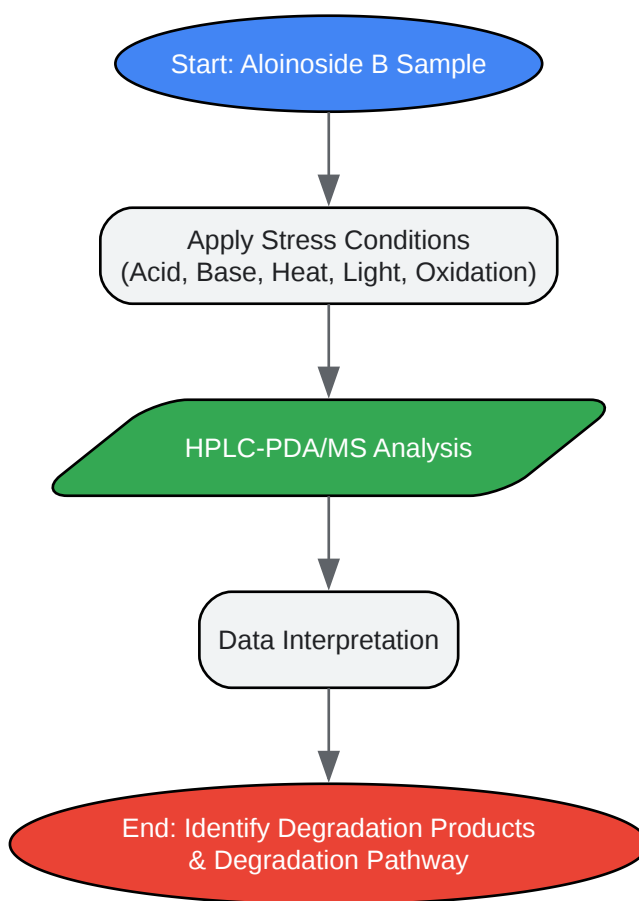 Start: Aloinoside B Sample
Apply Stress Conditions
(Acid, Base, Heat, Light, Oxidation)
HPLC-PDA/MS Analysis
Data Interpretation
End: Identify Degradation Products
& Degradation Pathway